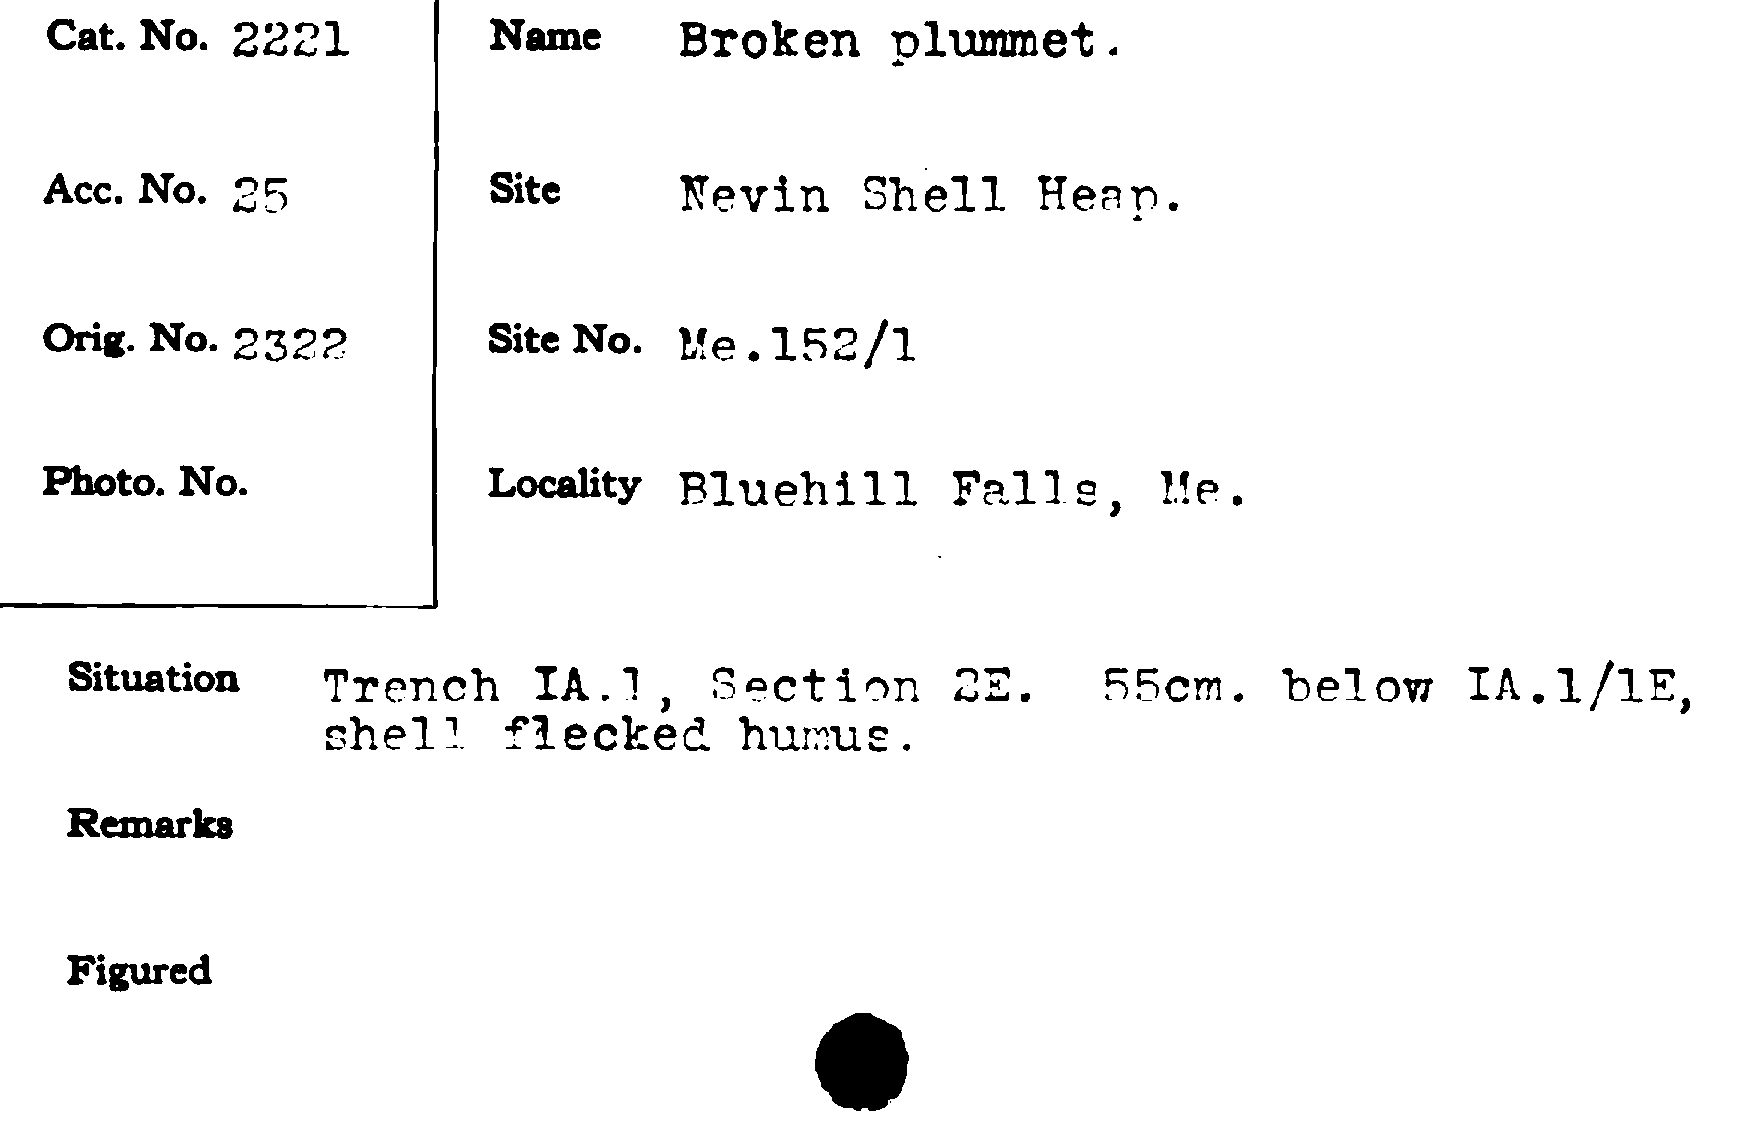 Cat. No. 2221 Name Broken plummet.
Acc. No. 25 Site Nevin Shell Heap.
Orig. No. 2322 Site No. Me.152/1
Photo. No. Locality Bluehill Falls, Me.
Situation Trench IA.1, Section 2E. 55cm. below IA.1/1E,
shell flecked humus.
Remarks
Figured